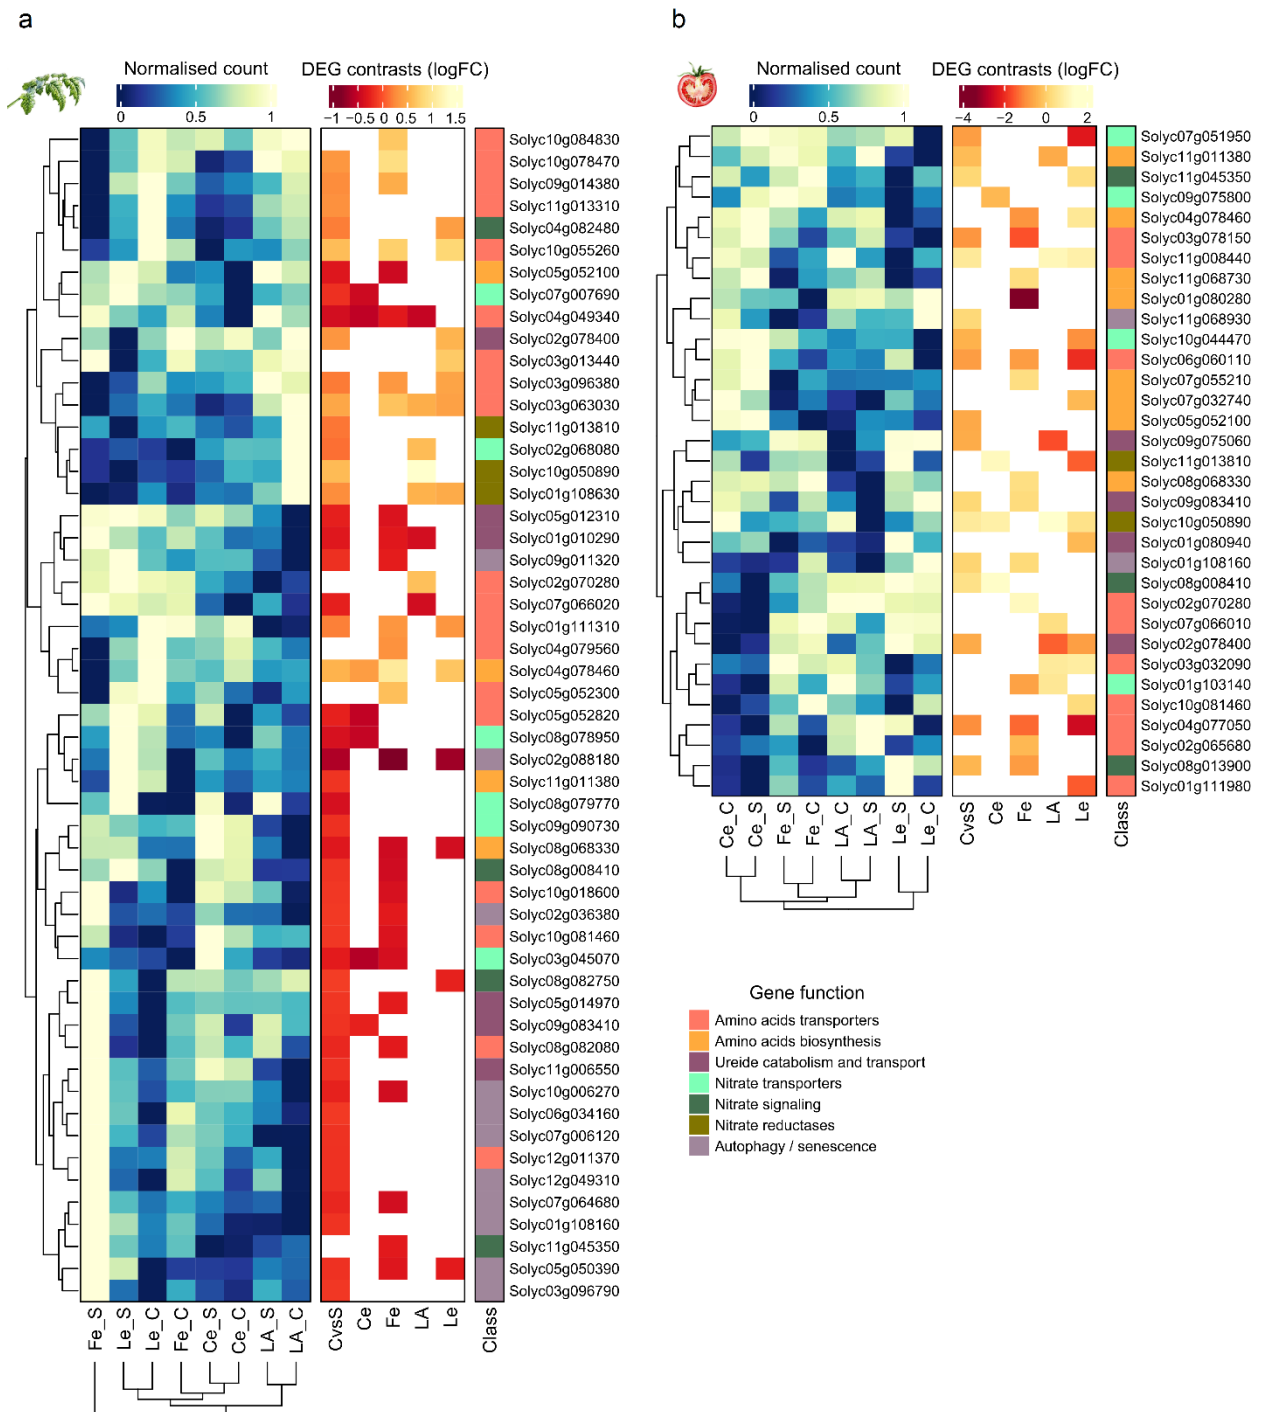 a
Normalised count
DEG contrasts (logFC)
0 0.5 1
−1 −0.5 0 0.5 1 1.5
Solyc10g084830
Solyc10g078470
Solyc09g014380
Solyc11g013310
Solyc04g082480
Solyc10g055260
Solyc05g052100
Solyc07g007690
Solyc04g049340
Solyc02g078400
Solyc03g013440
Solyc03g096380
Solyc03g063030
Solyc11g013810
Solyc02g068080
Solyc10g050890
Solyc01g108630
Solyc05g012310
Solyc01g010290
Solyc09g011320
Solyc02g070280
Solyc07g066020
Solyc01g111310
Solyc04g079560
Solyc04g078460
Solyc05g052300
Solyc05g052820
Solyc08g078950
Solyc02g088180
Solyc11g011380
Solyc08g079770
Solyc09g090730
Solyc08g068330
Solyc08g008410
Solyc10g018600
Solyc02g036380
Solyc10g081460
Solyc03g045070
Solyc08g082750
Solyc05g014970
Solyc09g083410
Solyc08g082080
Solyc11g006550
Solyc10g006270
Solyc06g034160
Solyc07g006120
Solyc12g011370
Solyc12g049310
Solyc07g064680
Solyc01g108160
Solyc11g045350
Solyc05g050390
Solyc03g096790
Fe_S Le_S Le_C Fe_C Ce_S Ce_C LA_S LA_C
CvsS Ce Fe LA Le
Class
b
Normalised count
DEG contrasts (logFC)
0 0.5 1
−4 −2 0 2
Solyc07g051950
Solyc11g011380
Solyc11g045350
Solyc09g075800
Solyc04g078460
Solyc03g078150
Solyc11g008440
Solyc11g068730
Solyc01g080280
Solyc11g068930
Solyc10g044470
Solyc06g060110
Solyc07g055210
Solyc07g032740
Solyc05g052100
Solyc09g075060
Solyc11g013810
Solyc08g068330
Solyc09g083410
Solyc10g050890
Solyc01g080940
Solyc01g108160
Solyc08g008410
Solyc02g070280
Solyc07g066010
Solyc02g078400
Solyc03g032090
Solyc01g103140
Solyc10g081460
Solyc04g077050
Solyc02g065680
Solyc08g013900
Solyc01g111980
Ce_C Ce_S Fe_S Fe_C LA_C LA_S Le_S Le_C
CvsS Ce Fe LA Le
Class
Gene function
Amino acids transporters
Amino acids biosynthesis
Ureide catabolism and transport
Nitrate transporters
Nitrate signaling
Nitrate reductases
Autophagy / senescence